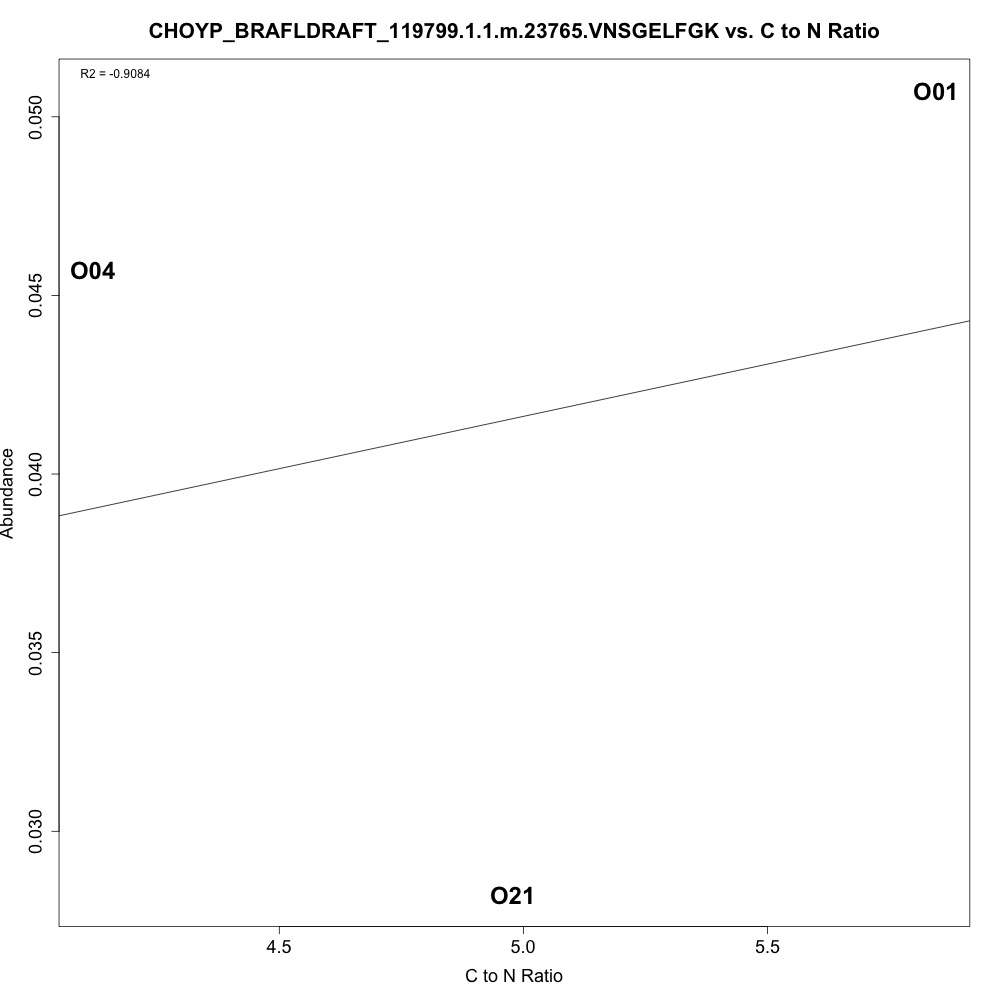 CHOYP_BRAFLDRAFT_119799.1.1.m.23765.VNSGELFGK vs. C to N Ratio
R2 = -0.9084
O01
O04
O21
Abundance
0.050
0.045
0.040
0.035
0.030
4.5 5.0 5.5
C to N Ratio